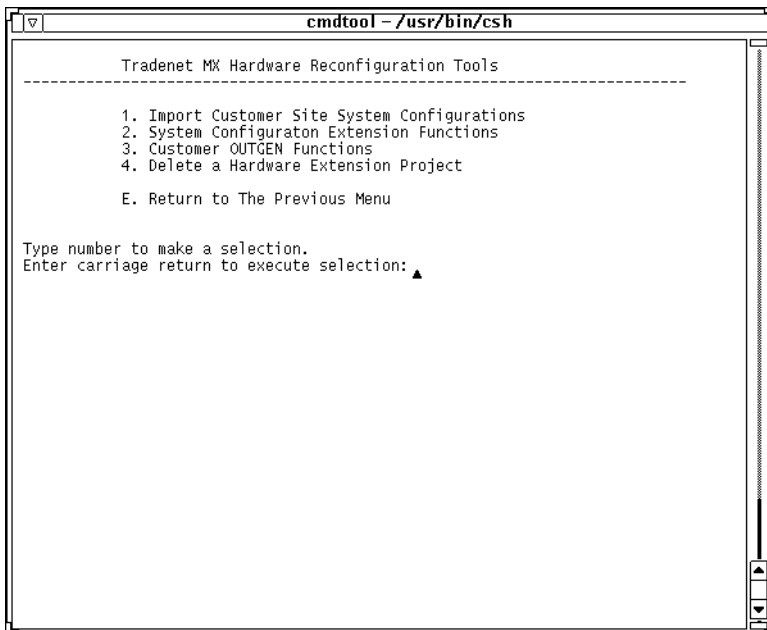 cmdtool – /usr/bin/csh
Tradenet MX Hardware Reconfiguration Tools
--------------------------------------------------------------------------
1. Import Customer Site System Configurations
2. System Configuraton Extension Functions
3. Customer OUTGEN Functions
4. Delete a Hardware Extension Project
E. Return to The Previous Menu
Type number to make a selection.
Enter carriage return to execute selection: